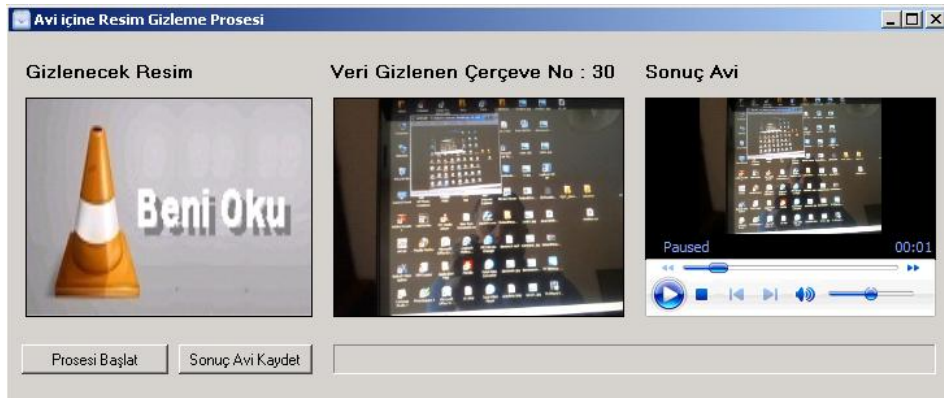 Avi içine Resim Gizleme Prosesi
Gizlenecek Resim
Veri Gizlenen Çerçeve No : 30
Sonuç Avi
Beni Oku
Paused
00:01
Prosesi Başlat
Sonuç Avi Kaydet